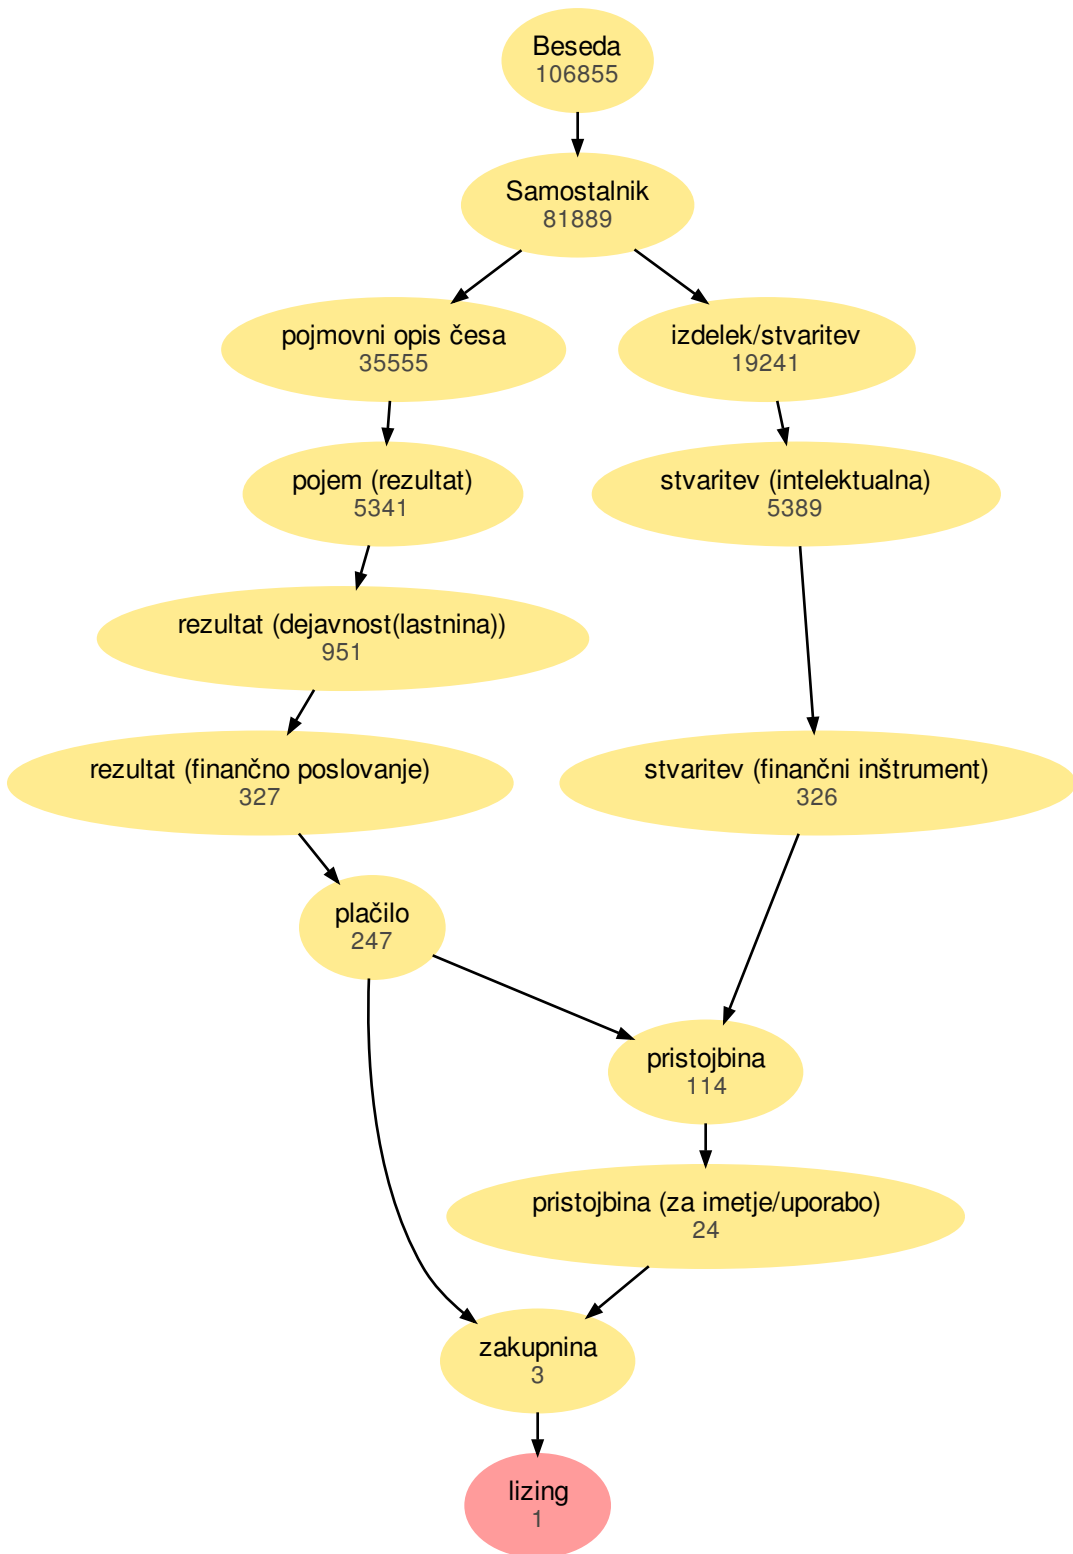 Beseda
106855
Samostalnik
81889
pojmovni opis česa
35555
izdelek/stvaritev
19241
pojem (rezultat)
5341
stvaritev (intelektualna)
5389
rezultat (dejavnost(lastnina))
951
rezultat (finančno poslovanje)
327
stvaritev (finančni inštrument)
326
plačilo
247
pristojbina
114
pristojbina (za imetje/uporabo)
24
zakupnina
3
lizing
1